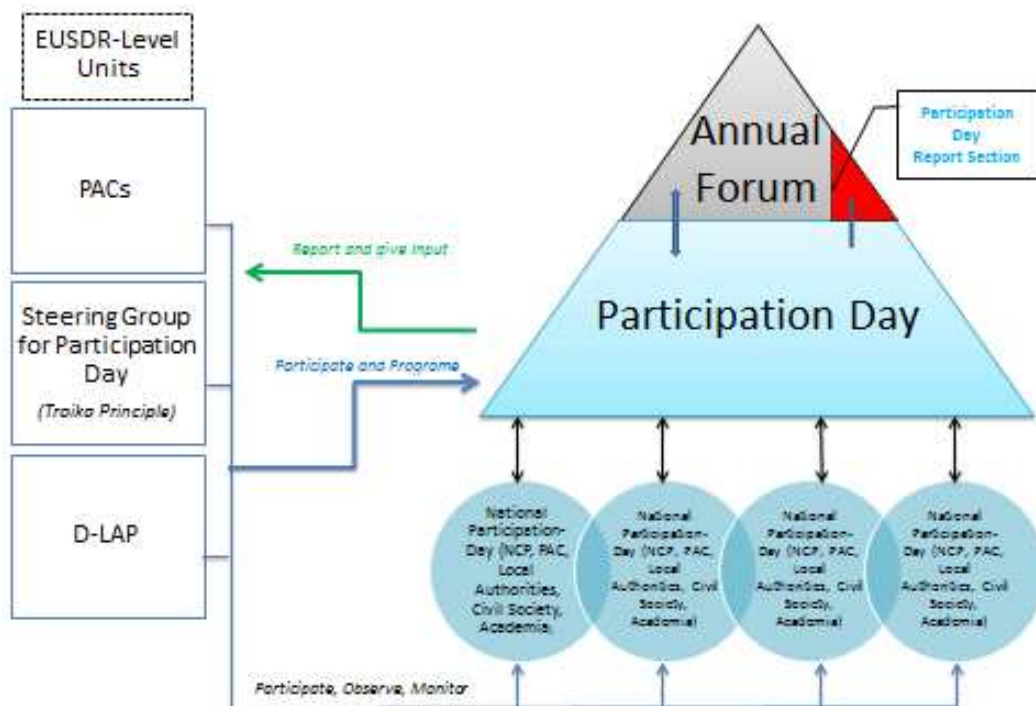 EUSDR-Level
Units
PACs
Steering Group
for Participation
Day
(Troika Principle)
D-LAP
Report and give Input
Participate and Programe
Participate, Observe, Monitor
Annual
Forum
Participation
Day
Report Section
Participation Day
National
Participation-
Day (NCP, PAC,
Local
Authorities,
Civil Society,
Academia,
National
Participation-
Day (NCP, PAC,
Local
Authorities, Civil
Society,
Academia)
National
Participation-
Day (NCP, PAC,
Local
Authorities, Civil
Society,
Academia)
National
Participation-
Day (NCP, PAC,
Local
Authorities, Civil
Society,
Academia)